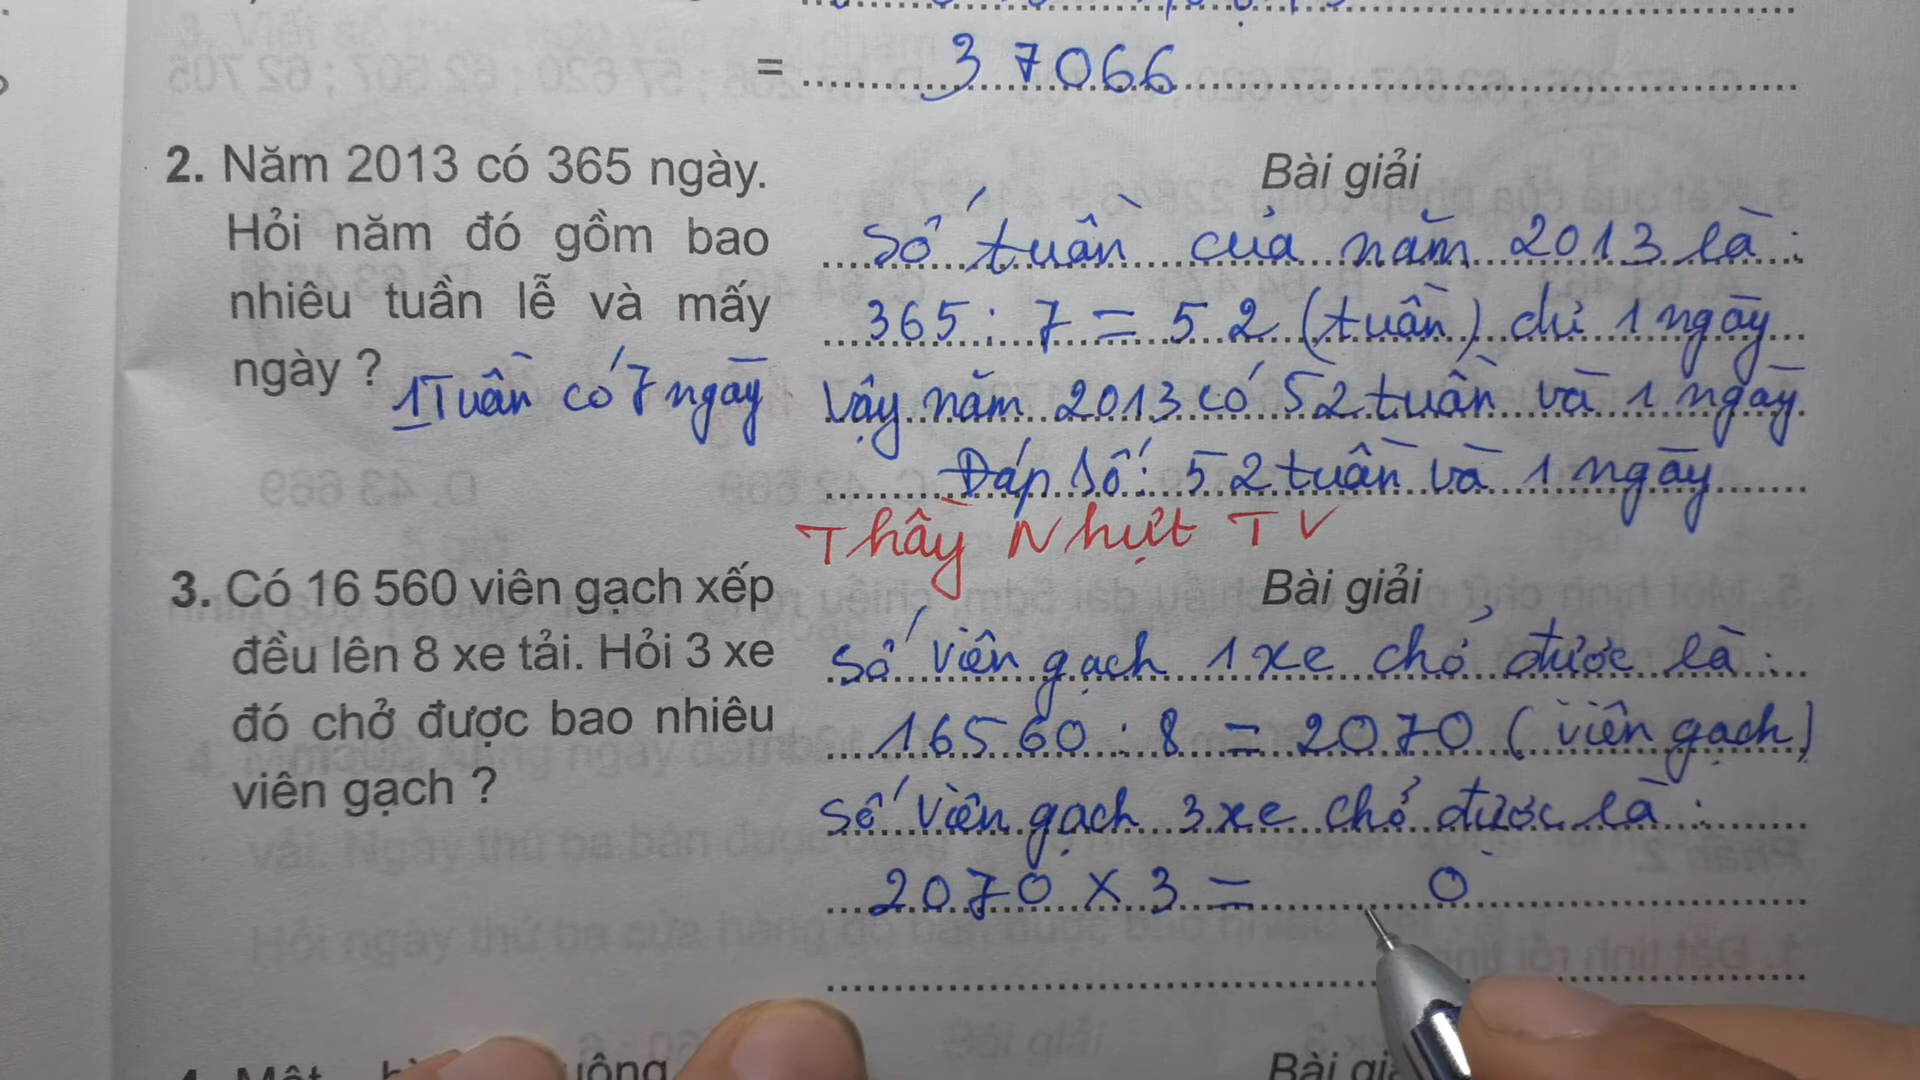 = 37066
2. Năm 2013 có 365 ngày.
Hỏi năm đó gồm bao
nhiêu tuần lễ và mấy
ngày ?
1 Tuần có 7 ngày
Bài giải
Số tuần của năm 2013 là :
365 : 7 = 52 (tuần) dư 1 ngày
Vậy năm 2013 có 52 tuần và 1 ngày
Đáp số : 52 tuần và 1 ngày
Thầy Nhựt TV
3. Có 16 560 viên gạch xếp
đều lên 8 xe tải. Hỏi 3 xe
đó chở được bao nhiêu
viên gạch ?
Bài giải
Số viên gạch 1 xe chở được là :
16560 : 8 = 2070 (viên gạch)
Số viên gạch 3 xe chở được là :
2070 x 3 = 0
Bài